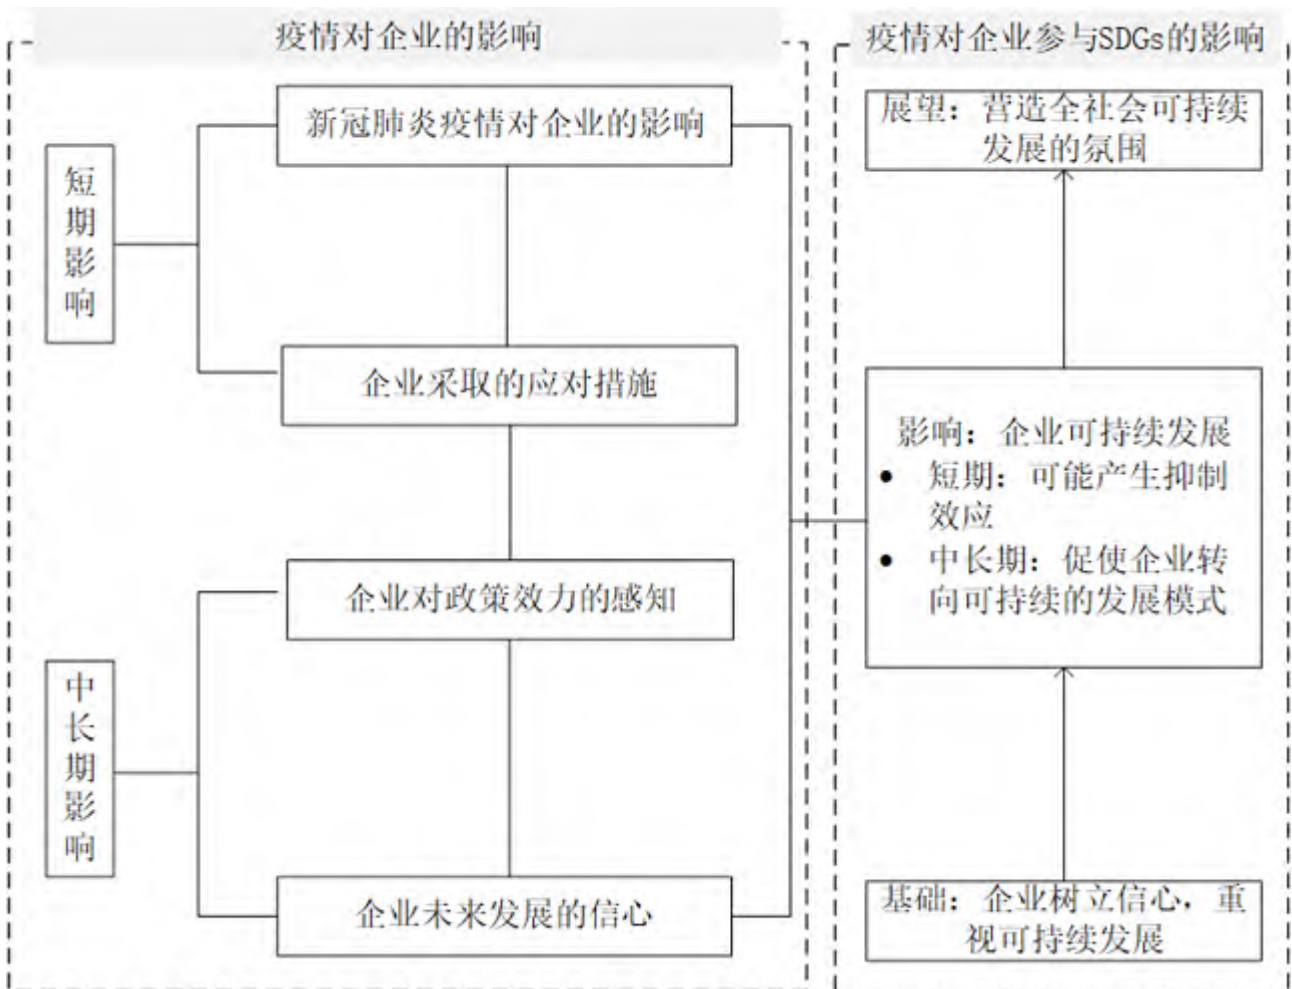 疫情对企业的影响
新冠肺炎疫情对企业的影响
短期影响
企业采取的应对措施
企业对政策效力的感知
中长期影响
企业未来发展的信心
疫情对企业参与SDGs的影响
展望：营造全社会可持续
发展的氛围
影响：企业可持续发展
• 短期：可能产生抑制
效应
• 中长期：促使企业转
向可持续的发展模式
基础：企业树立信心，重
视可持续发展